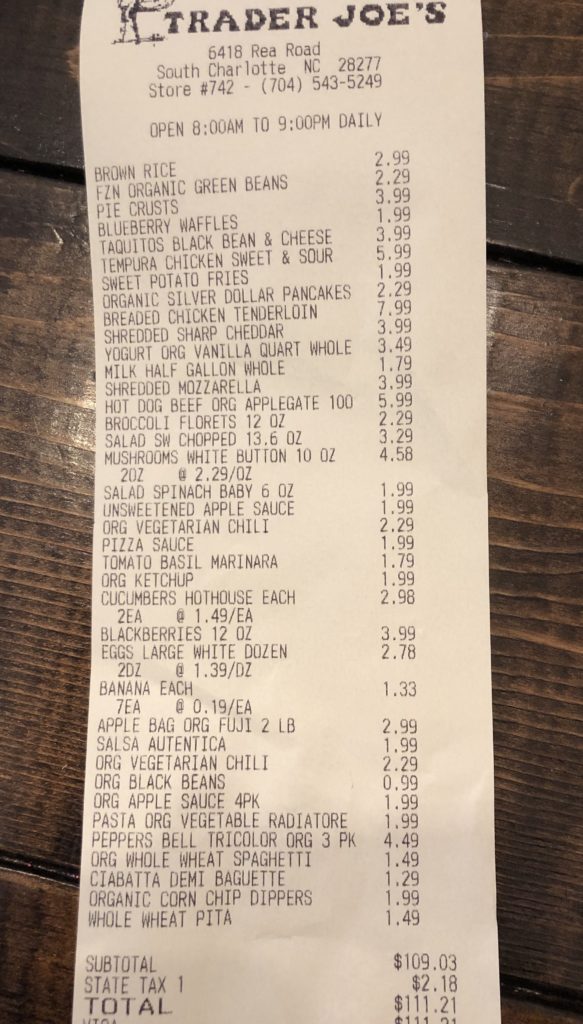 TRADER JOE'S
6418 Rea Road
South Charlotte NC 28277
Store #742 - (704) 543-5249
OPEN 8:00AM TO 9:00PM DAILY
BROWN RICE 2.99
FZN ORGANIC GREEN BEANS 2.29
PIE CRUSTS 3.99
BLUEBERRY WAFFLES 1.99
TAQUITOS BLACK BEAN & CHEESE 3.99
TEMPURA CHICKEN SWEET & SOUR 5.99
SWEET POTATO FRIES 1.99
ORGANIC SILVER DOLLAR PANCAKES 2.29
BREADED CHICKEN TENDERLOIN 7.99
SHREDDED SHARP CHEDDAR 3.99
YOGURT ORG VANILLA QUART WHOLE 3.49
MILK HALF GALLON WHOLE 1.79
SHREDDED MOZZARELLA 3.99
HOT DOG BEEF ORG APPLEGATE 100 5.99
BROCCOLI FLORETS 12 OZ 2.29
SALAD SW CHOPPED 13.6 OZ 3.29
MUSHROOMS WHITE BUTTON 10 OZ 4.58
2OZ @ 2.29/OZ
SALAD SPINACH BABY 6 OZ 1.99
UNSWEETENED APPLE SAUCE 1.99
ORG VEGETARIAN CHILI 2.29
PIZZA SAUCE 1.99
TOMATO BASIL MARINARA 1.79
ORG KETCHUP 1.99
CUCUMBERS HOTHOUSE EACH 2.98
2EA @ 1.49/EA
BLACKBERRIES 12 OZ 3.99
EGGS LARGE WHITE DOZEN 2.78
2DZ @ 1.39/DZ
BANANA EACH 1.33
7EA @ 0.19/EA
APPLE BAG ORG FUJI 2 LB 2.99
SALSA AUTENTICA 1.99
ORG VEGETARIAN CHILI 2.29
ORG BLACK BEANS 0.99
ORG APPLE SAUCE 4PK 1.99
PASTA ORG VEGETABLE RADIATORE 1.99
PEPPERS BELL TRICOLOR ORG 3 PK 4.49
ORG WHOLE WHEAT SPAGHETTI 1.49
CIABATTA DEMI BAGUETTE 1.29
ORGANIC CORN CHIP DIPPERS 1.99
WHOLE WHEAT PITA 1.49
SUBTOTAL $109.03
STATE TAX 1 $2.18
TOTAL $111.21
VISA $111.21